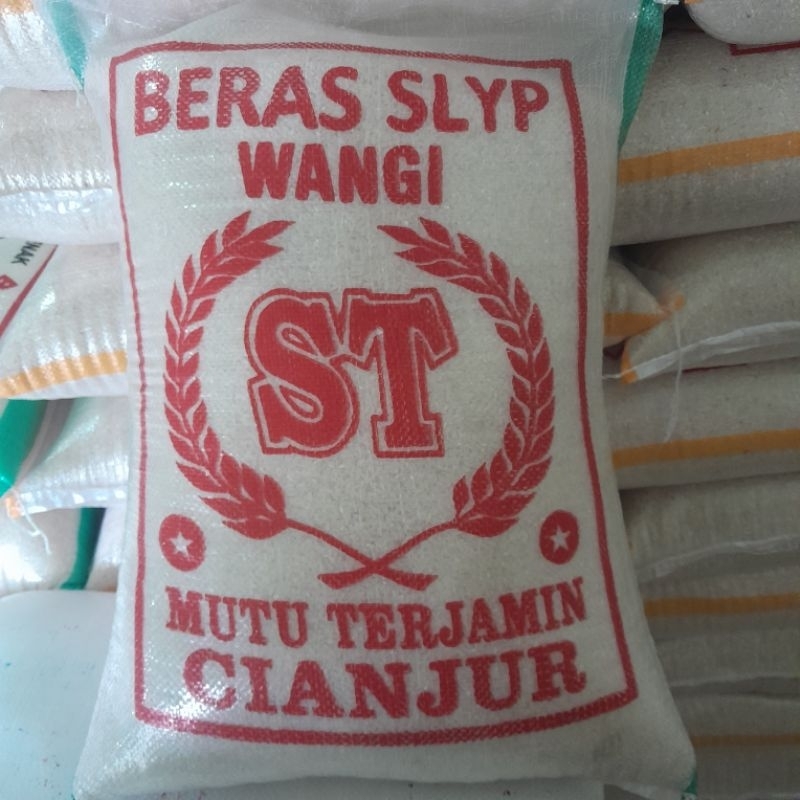 BERAS SLYP
WANGI
ST
MUTU TERJAMIN
CIANJUR